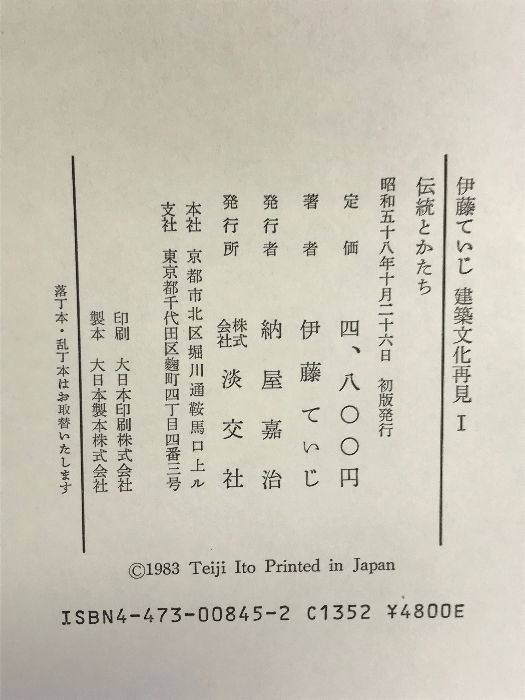 伊藤ていじ 建築文化再見 Ⅰ
伝統とかたち
昭和五十八年十月二十六日 初版発行
定価 四、八〇〇円
著者 伊藤ていじ
発行者 納屋嘉治
発行所 株式会社 淡交社
本社 京都市北区堀川通鞍馬口上ル
支社 東京都千代田区麴町四丁目四番三号
印刷 大日本印刷株式会社
製本 大日本製本株式会社
落丁本・乱丁本はお取替いたします
©1983 Teiji Ito Printed in Japan
ISBN4-473-00845-2 C1352 ¥4800E